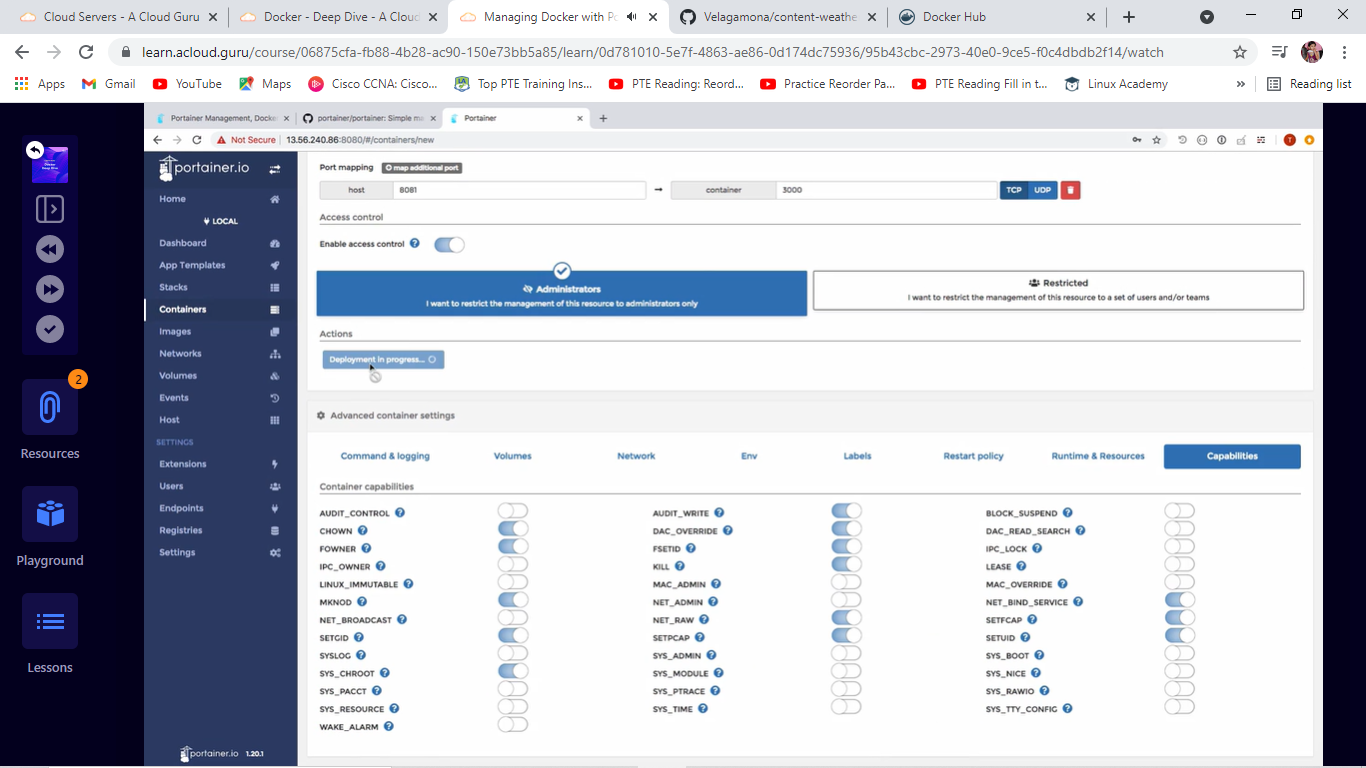 Cloud Servers - A Cloud Guru
Docker - Deep Dive - A Cloud
Managing Docker with Po
Velagamona/content-weathe
Docker Hub
learn.acloud.guru/course/06875cfa-fb88-4b28-ac90-150e73bb5a85/learn/0d781010-5e7f-4863-ae86-0d174dc75936/95b43cbc-2973-40e0-9ce5-f0c4dbdb2f14/watch
Apps
Gmail
YouTube
Maps
Cisco CCNA: Cisco...
Top PTE Training Ins...
PTE Reading: Reord...
Practice Reorder Pa...
PTE Reading Fill in t...
Linux Academy
»
Reading list
2
Resources
Playground
Lessons
Portainer Management, Docke
portainer/portainer: Simple ma
Portainer
Not Secure
13.56.240.86:8080/#/containers/new
T
portainer.io
Home
LOCAL
Dashboard
App Templates
Stacks
Containers
Images
Networks
Volumes
Events
Host
SETTINGS
Extensions
Users
Endpoints
Registries
Settings
portainer.io 1.20.1
Port mapping map additional port
host 8081 → container 3000 TCP UDP
Access control
Enable access control
Administrators
I want to restrict the management of this resource to administrators only
Restricted
I want to restrict the management of this resource to a set of users and/or teams
Actions
Deployment in progress...
Advanced container settings
Command & logging Volumes Network Env Labels Restart policy Runtime & Resources Capabilities
Container capabilities
AUDIT_CONTROL AUDIT_WRITE BLOCK_SUSPEND
CHOWN DAC_OVERRIDE DAC_READ_SEARCH
FOWNER FSETID IPC_LOCK
IPC_OWNER KILL LEASE
LINUX_IMMUTABLE MAC_ADMIN MAC_OVERRIDE
MKNOD NET_ADMIN NET_BIND_SERVICE
NET_BROADCAST NET_RAW SETFCAP
SETGID SETPCAP SETUID
SYSLOG SYS_ADMIN SYS_BOOT
SYS_CHROOT SYS_MODULE SYS_NICE
SYS_PACCT SYS_PTRACE SYS_RAWIO
SYS_RESOURCE SYS_TIME SYS_TTY_CONFIG
WAKE_ALARM